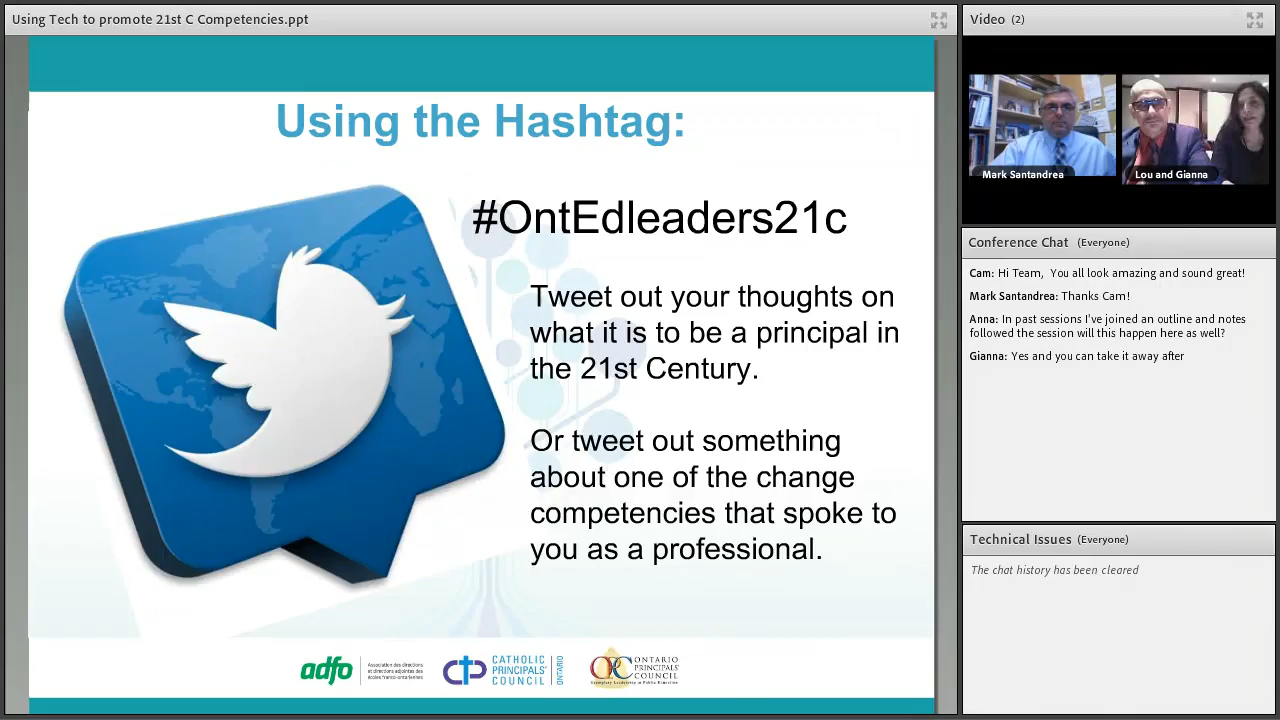 Using Tech to promote 21st C Competencies.ppt
Using the Hashtag:
#OntEdleaders21c
Tweet out your thoughts on
what it is to be a principal in
the 21st Century.
Or tweet out something
about one of the change
competencies that spoke to
you as a professional.
adfo
Association des directions
et directions adjointes des
écoles franco-ontariennes
CATHOLIC
PRINCIPALS'
COUNCIL
ONTARIO
OPC
ONTARIO
PRINCIPALS'
COUNCIL
Exemplary Leadership in Public Education
Video (2)
Mark Santandrea
Lou and Gianna
Conference Chat (Everyone)
Cam: Hi Team, You all look amazing and sound great!
Mark Santandrea: Thanks Cam!
Anna: In past sessions I've joined an outline and notes
followed the session will this happen here as well?
Gianna: Yes and you can take it away after
Technical Issues (Everyone)
The chat history has been cleared